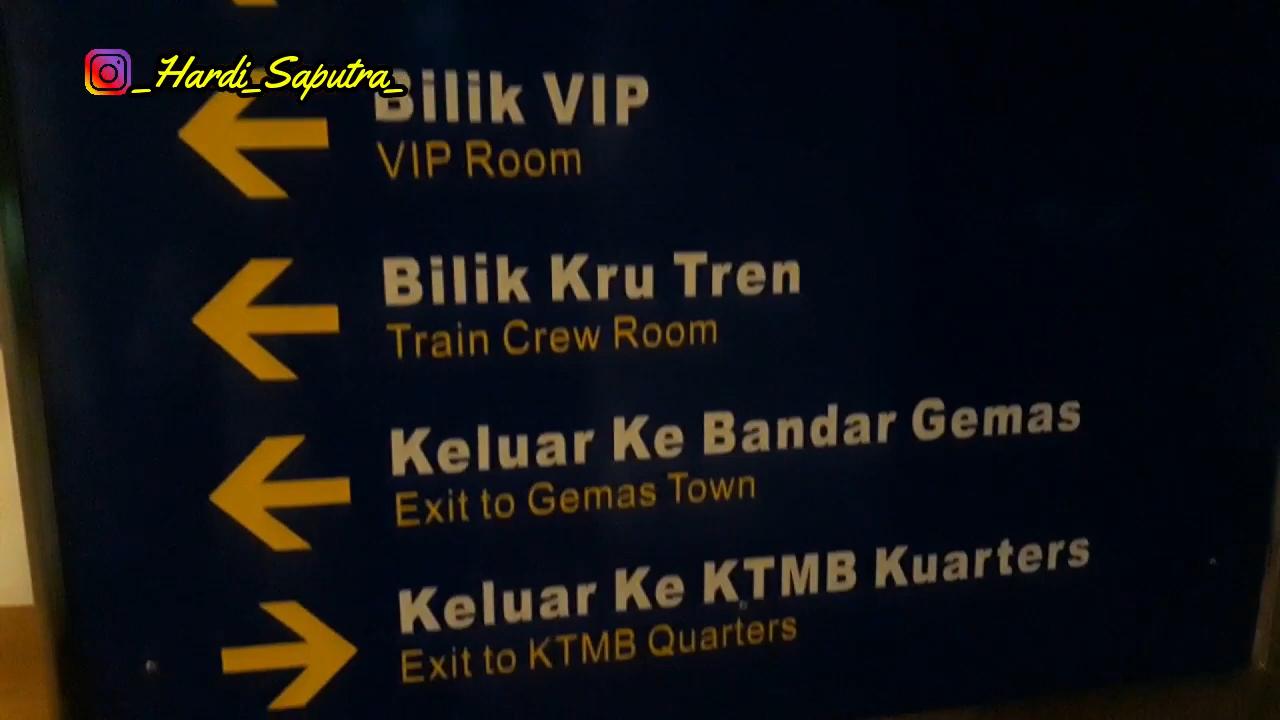 _Hardi_Saputra_
Bilik VIP
VIP Room
Bilik Kru Tren
Train Crew Room
Keluar Ke Bandar Gemas
Exit to Gemas Town
Keluar Ke KTMB Kuarters
Exit to KTMB Quarters